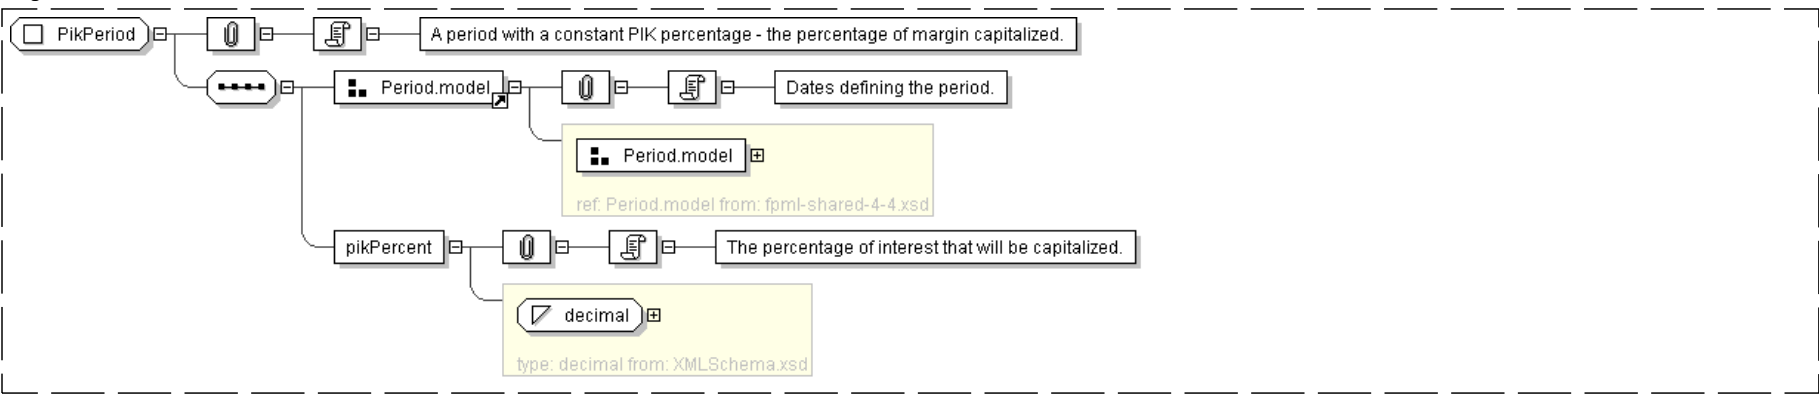 PikPeriod
A period with a constant PIK percentage - the percentage of margin capitalized.
Period.model
Dates defining the period.
Period.model
ref: Period.model from: fpml-shared-4-4.xsd
pikPercent
The percentage of interest that will be capitalized.
decimal
type: decimal from: XMLSchema.xsd